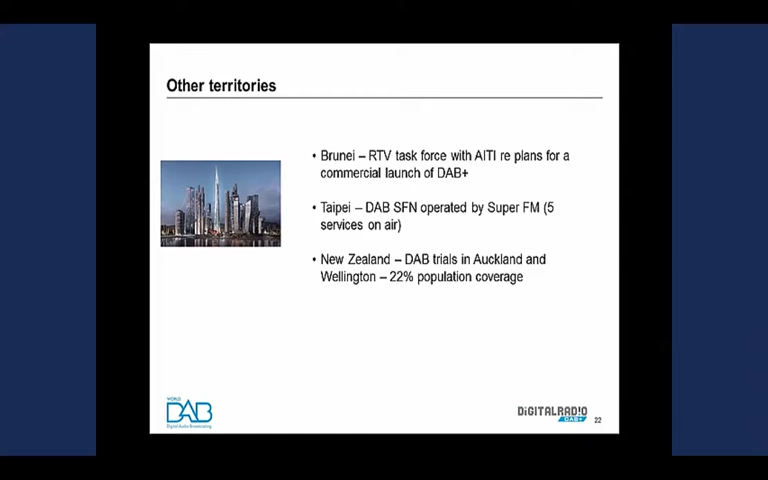 Other territories
• Brunei – RTV task force with AITI re plans for a
commercial launch of DAB+
• Taipei – DAB SFN operated by Super FM (5
services on air)
• New Zealand – DAB trials in Auckland and
Wellington – 22% population coverage
WORLD
DAB
Digital Audio Broadcasting
DiGiTALRAD!O
DAB+
22